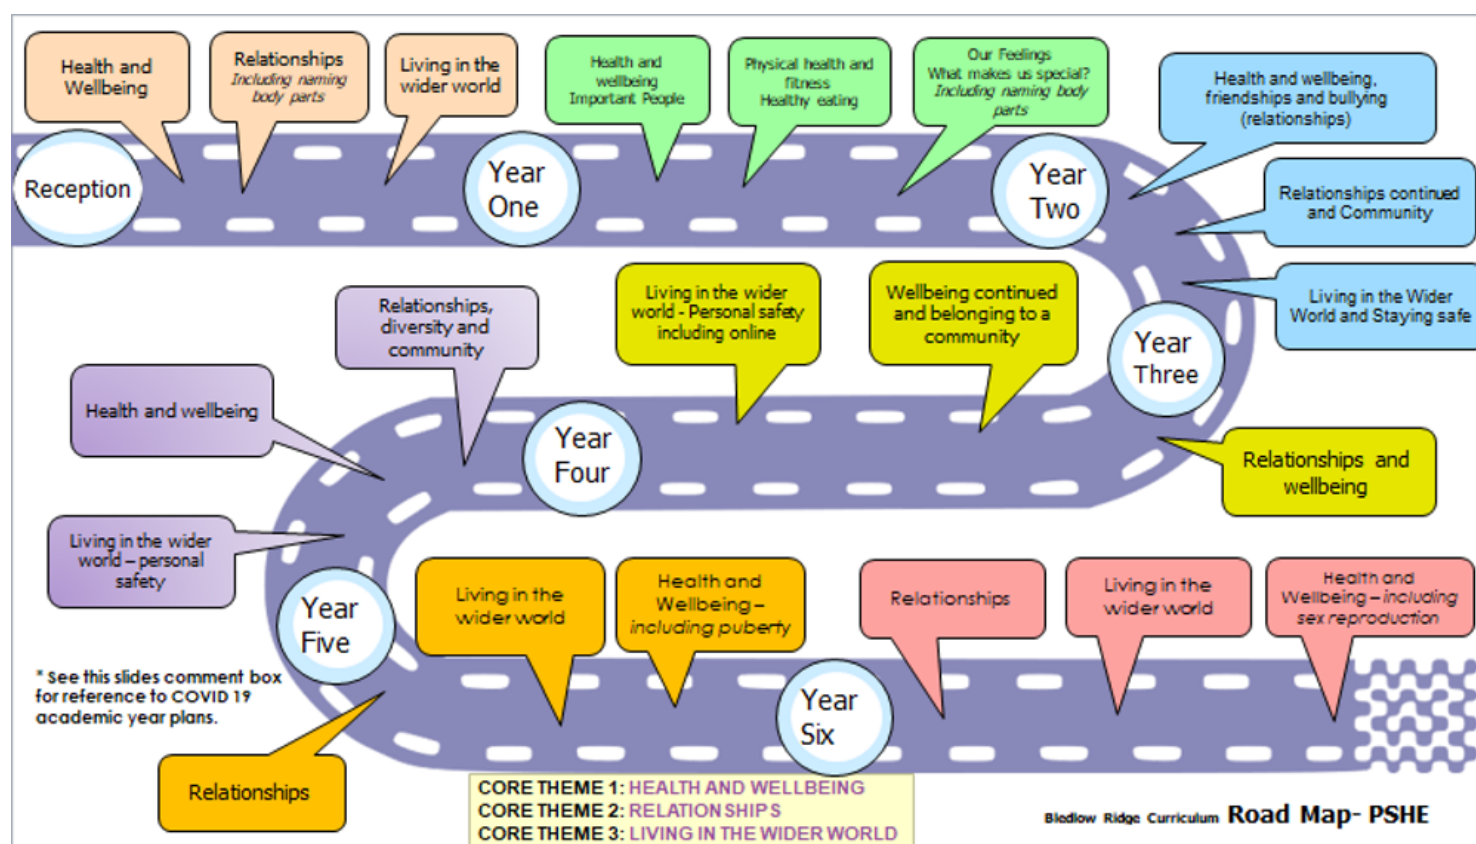 Health and
Wellbeing
Relationships
Including naming
body parts
Living in the
wider world
Health and
wellbeing
Important People
Physical health and
fitness
Healthy eating
Our Feelings
What makes us special?
Including naming body
parts
Health and wellbeing,
friendships and bullying
(relationships)
Reception
Year
One
Year
Two
Relationships continued
and Community
Living in the Wider
World and Staying safe
Year
Three
Relationships and
wellbeing
Wellbeing continued
and belonging to a
community
Living in the wider
world - Personal safety
including online
Year
Four
Relationships,
diversity and
community
Health and wellbeing
Living in the wider
world – personal
safety
Year
Five
* See this slides comment box
for reference to COVID 19
academic year plans.
Relationships
Living in the
wider world
Health and
Wellbeing –
including puberty
Year
Six
Relationships
Living in the
wider world
Health and
Wellbeing – including
sex reproduction
CORE THEME 1: HEALTH AND WELLBEING
CORE THEME 2: RELATIONSHIPS
CORE THEME 3: LIVING IN THE WIDER WORLD
Bledlow Ridge Curriculum Road Map- PSHE